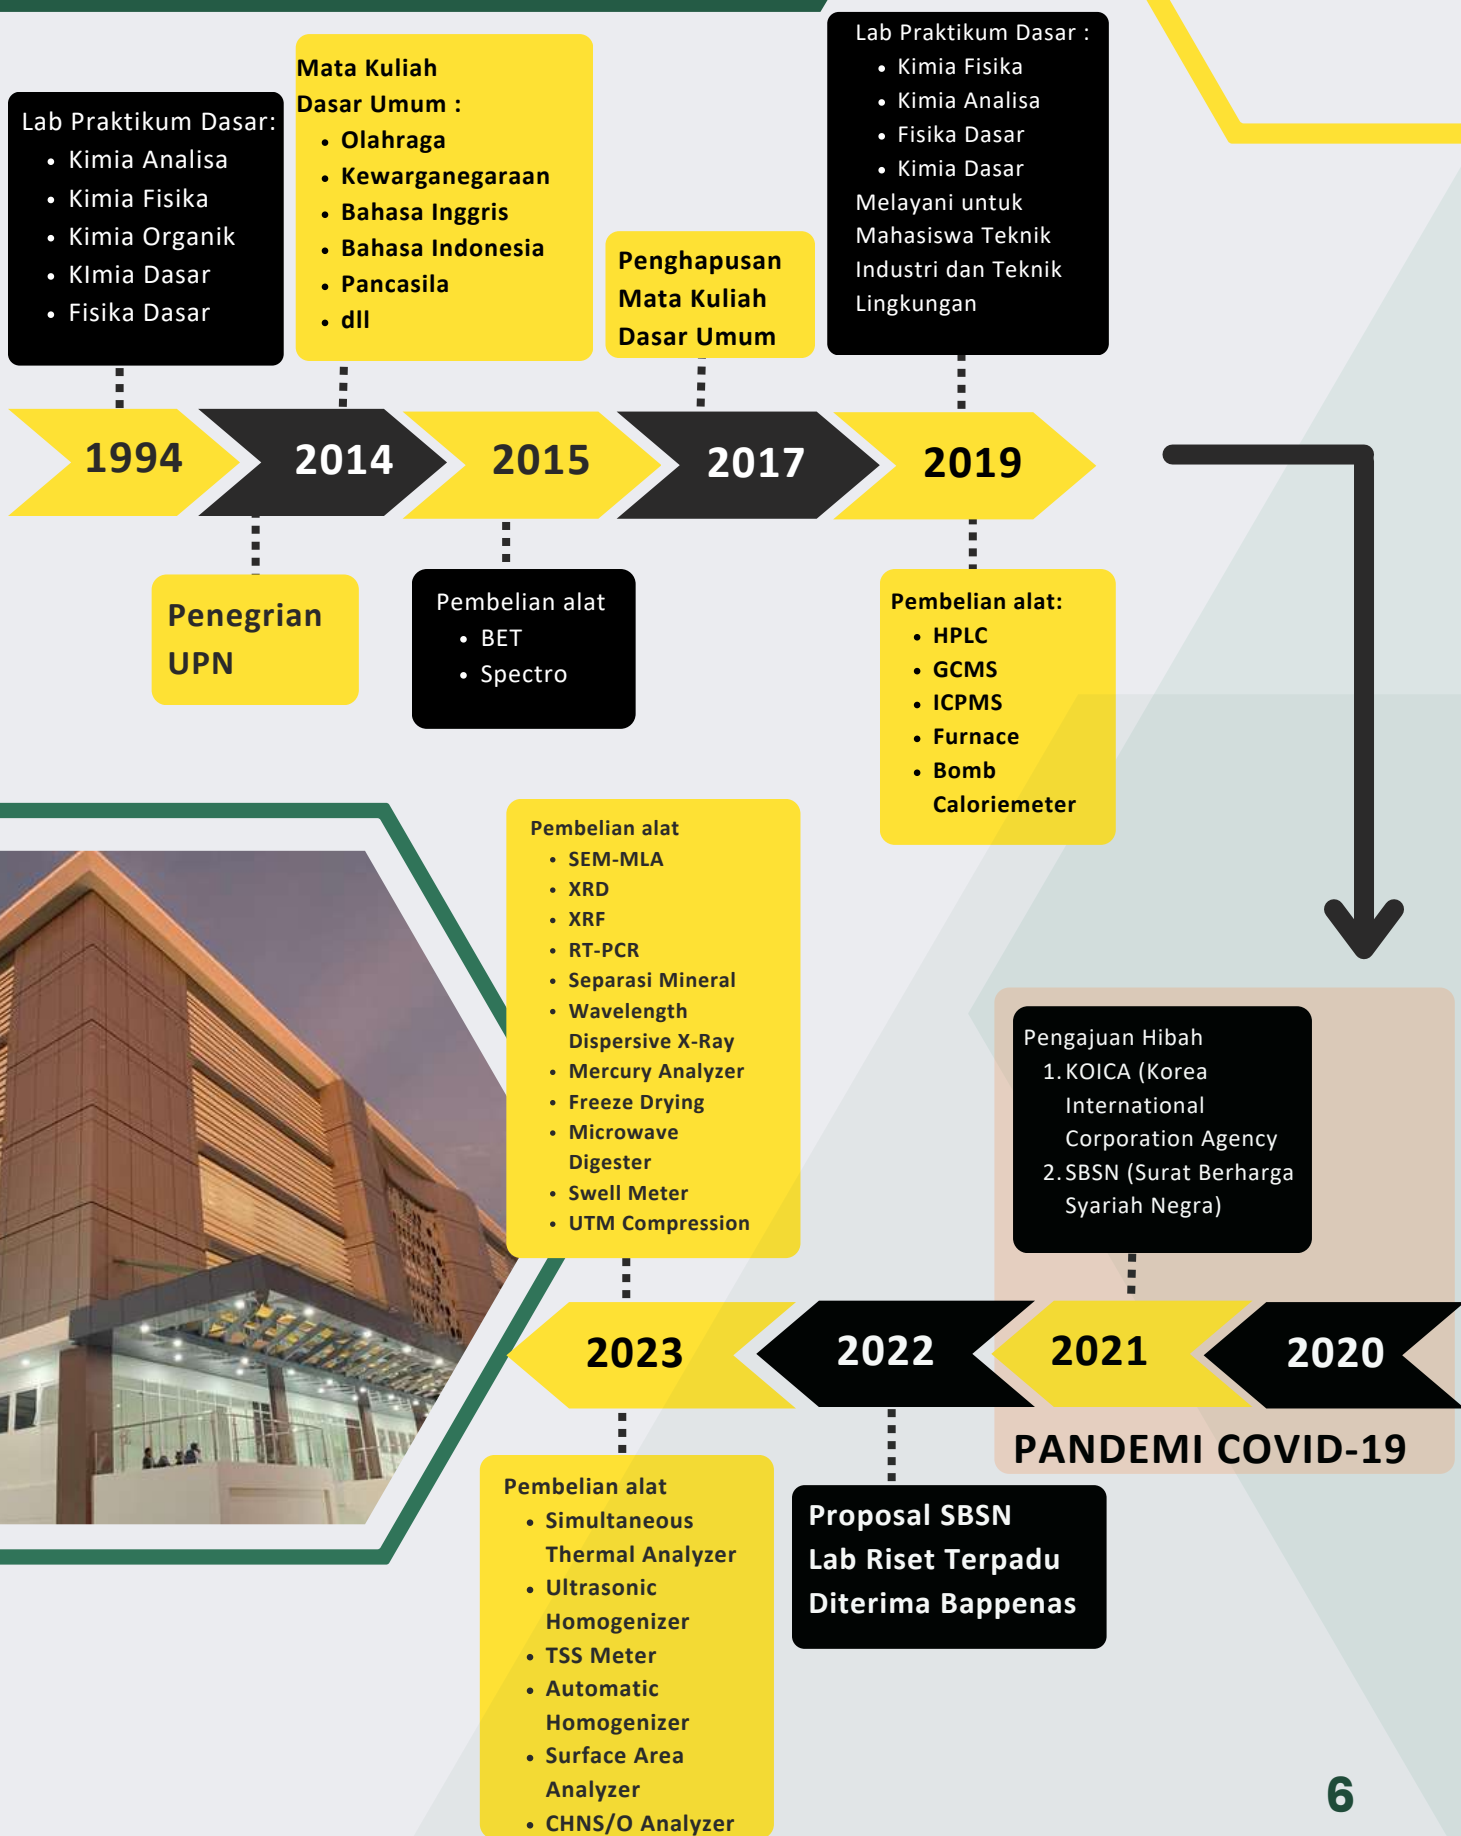 Lab Praktikum Dasar:
• Kimia Analisa
• Kimia Fisika
• Kimia Organik
• KImia Dasar
• Fisika Dasar
Mata Kuliah
Dasar Umum :
• Olahraga
• Kewarganegaraan
• Bahasa Inggris
• Bahasa Indonesia
• Pancasila
• dll
Penghapusan
Mata Kuliah
Dasar Umum
Lab Praktikum Dasar :
• Kimia Fisika
• Kimia Analisa
• Fisika Dasar
• Kimia Dasar
Melayani untuk
Mahasiswa Teknik
Industri dan Teknik
Lingkungan
1994
2014
2015
2017
2019
Penegrian
UPN
Pembelian alat
• BET
• Spectro
Pembelian alat:
• HPLC
• GCMS
• ICPMS
• Furnace
• Bomb
Caloriemeter
Pengajuan Hibah
1. KOICA (Korea
International
Corporation Agency
2. SBSN (Surat Berharga
Syariah Negra)
Pembelian alat
• SEM-MLA
• XRD
• XRF
• RT-PCR
• Separasi Mineral
• Wavelength
Dispersive X-Ray
• Mercury Analyzer
• Freeze Drying
• Microwave
Digester
• Swell Meter
• UTM Compression
2023
2022
2021
2020
PANDEMI COVID-19
Proposal SBSN
Lab Riset Terpadu
Diterima Bappenas
Pembelian alat
• Simultaneous
Thermal Analyzer
• Ultrasonic
Homogenizer
• TSS Meter
• Automatic
Homogenizer
• Surface Area
Analyzer
• CHNS/O Analyzer
6